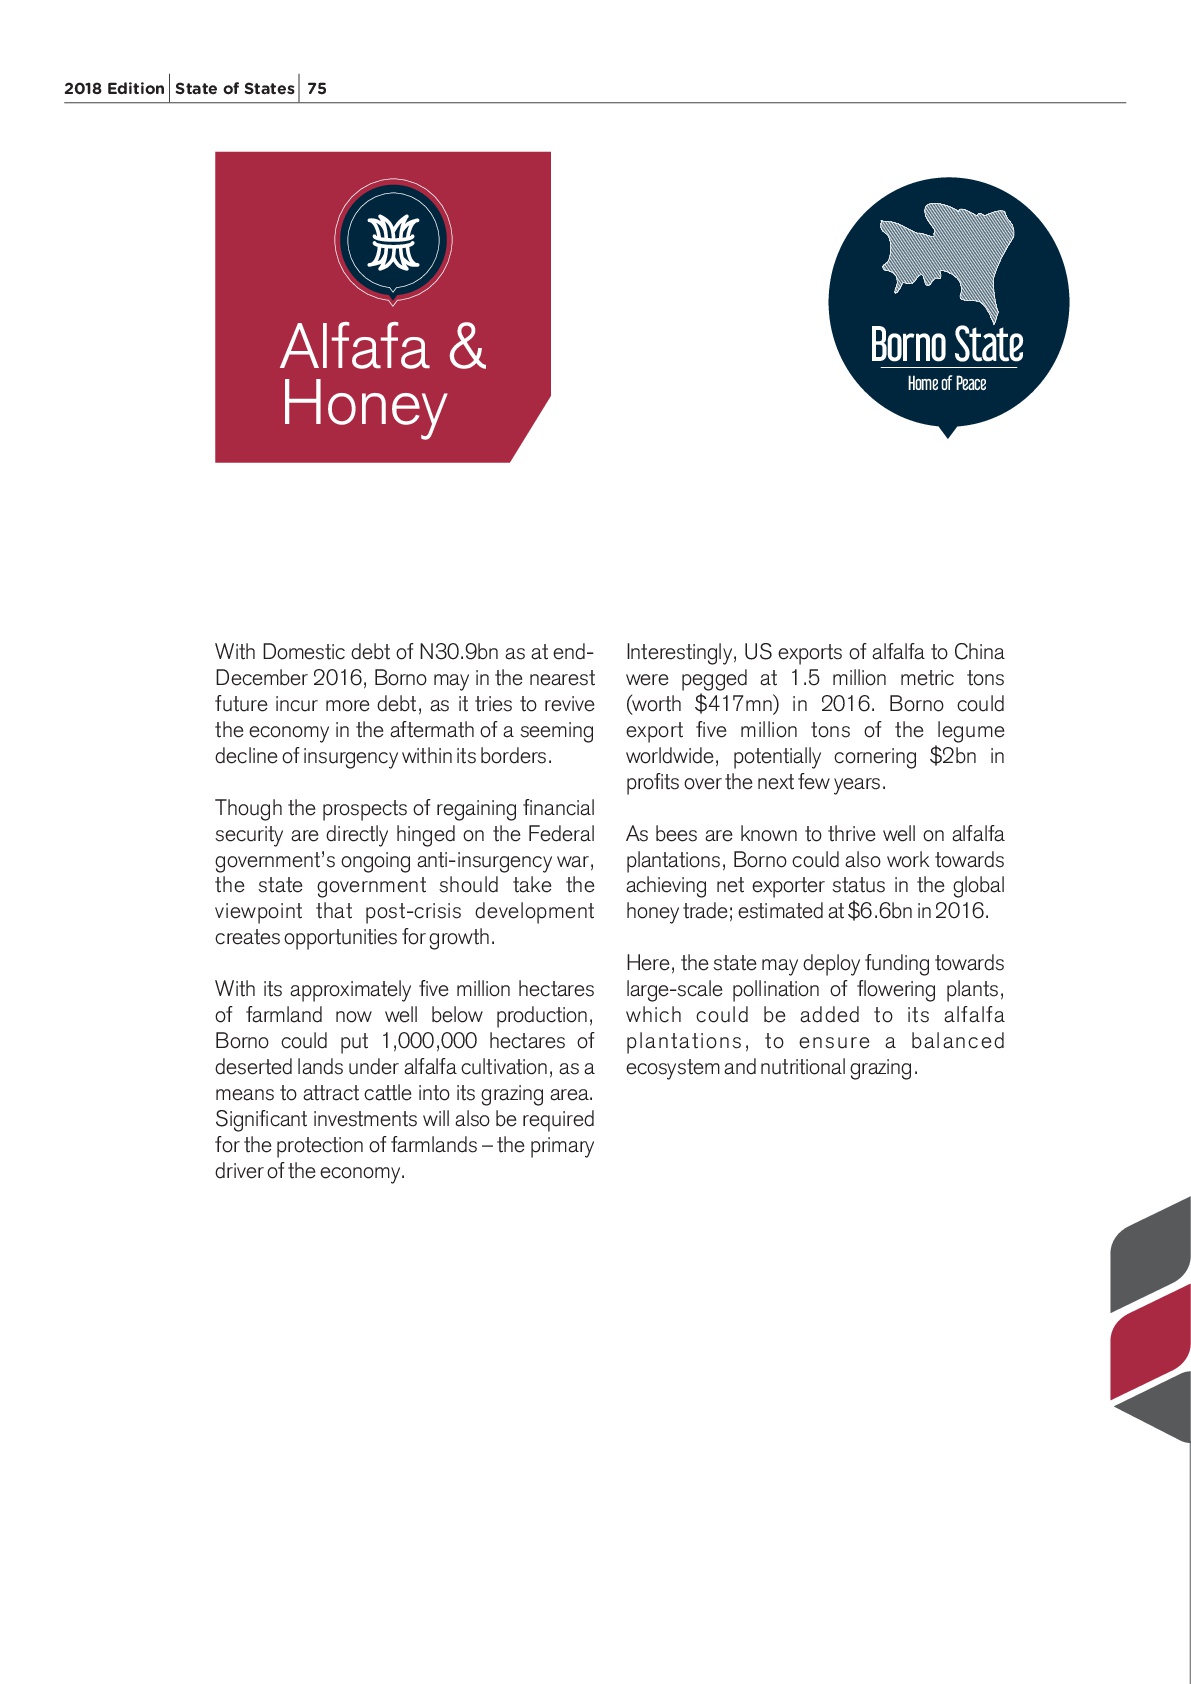 2018 Edition State of States 75
Alfafa &
Honey
Borno State
Home of Peace
With Domestic debt of N30.9bn as at end-
December 2016, Borno may in the nearest
future incur more debt, as it tries to revive
the economy in the aftermath of a seeming
decline of insurgency within its borders.
Though the prospects of regaining financial
security are directly hinged on the Federal
government's ongoing anti-insurgency war,
the state government should take the
viewpoint that post-crisis development
creates opportunities for growth.
With its approximately five million hectares
of farmland now well below production,
Borno could put 1,000,000 hectares of
deserted lands under alfalfa cultivation, as a
means to attract cattle into its grazing area.
Significant investments will also be required
for the protection of farmlands – the primary
driver of the economy.
Interestingly, US exports of alfalfa to China
were pegged at 1.5 million metric tons
(worth $417mn) in 2016. Borno could
export five million tons of the legume
worldwide, potentially cornering $2bn in
profits over the next few years.
As bees are known to thrive well on alfalfa
plantations, Borno could also work towards
achieving net exporter status in the global
honey trade; estimated at $6.6bn in 2016.
Here, the state may deploy funding towards
large-scale pollination of flowering plants,
which could be added to its alfalfa
plantations, to ensure a balanced
ecosystem and nutritional grazing.